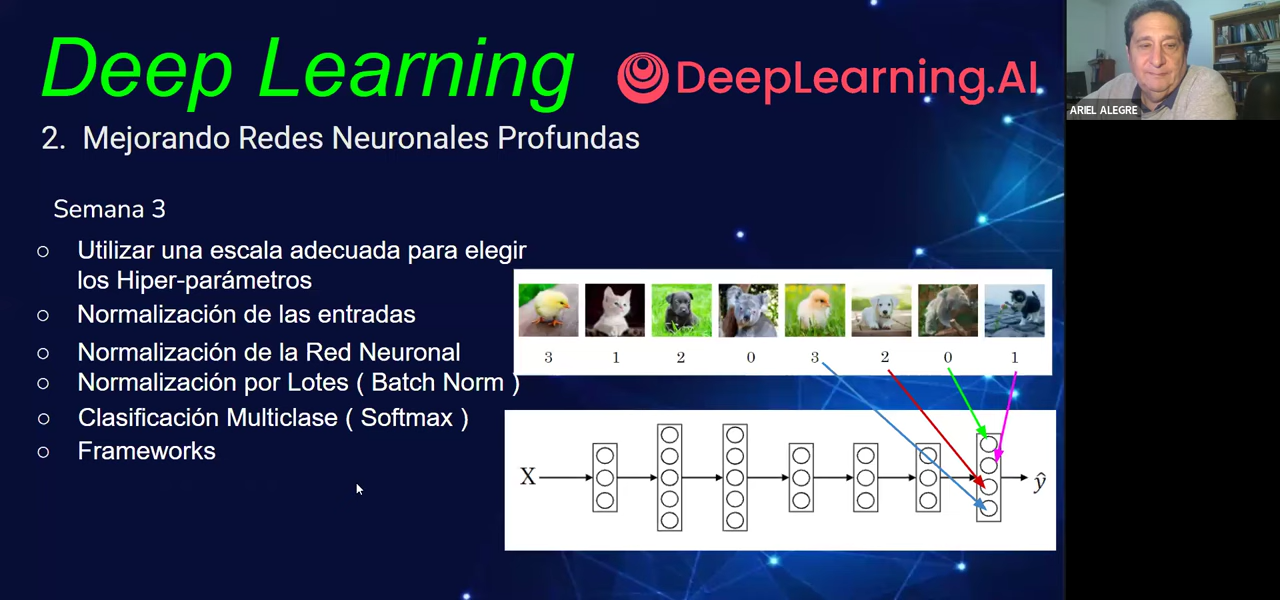 Deep Learning
DeepLearning.AI
ARIEL ALEGRE
2. Mejorando Redes Neuronales Profundas
Semana 3
○ Utilizar una escala adecuada para elegir
los Hiper-parámetros
○ Normalización de las entradas
○ Normalización de la Red Neuronal
○ Normalización por Lotes ( Batch Norm )
○ Clasificación Multiclase ( Softmax )
○ Frameworks
3 1 2 0 3 2 0 1
X ŷ